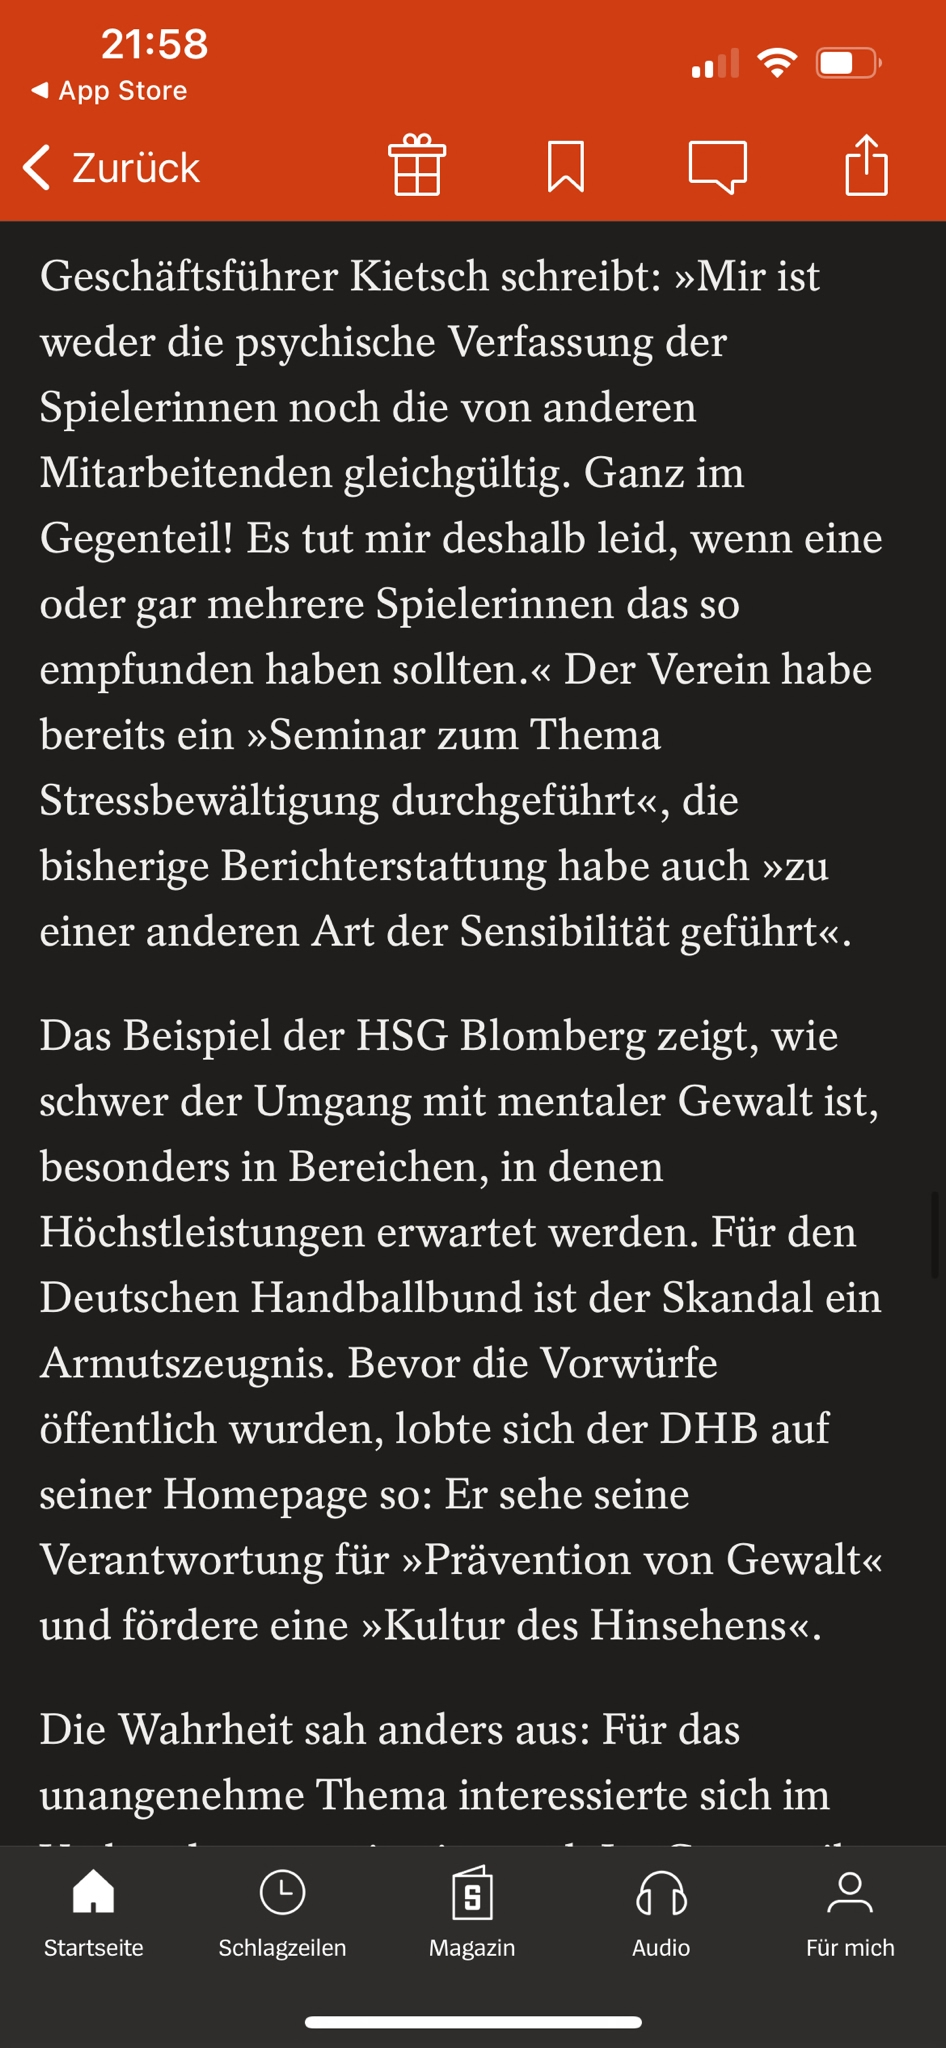 21:58
App Store
Zurück
Geschäftsführer Kietsch schreibt: »Mir ist
weder die psychische Verfassung der
Spielerinnen noch die von anderen
Mitarbeitenden gleichgültig. Ganz im
Gegenteil! Es tut mir deshalb leid, wenn eine
oder gar mehrere Spielerinnen das so
empfunden haben sollten.« Der Verein habe
bereits ein »Seminar zum Thema
Stressbewältigung durchgeführt«, die
bisherige Berichterstattung habe auch »zu
einer anderen Art der Sensibilität geführt«.
Das Beispiel der HSG Blomberg zeigt, wie
schwer der Umgang mit mentaler Gewalt ist,
besonders in Bereichen, in denen
Höchstleistungen erwartet werden. Für den
Deutschen Handballbund ist der Skandal ein
Armutszeugnis. Bevor die Vorwürfe
öffentlich wurden, lobte sich der DHB auf
seiner Homepage so: Er sehe seine
Verantwortung für »Prävention von Gewalt«
und fördere eine »Kultur des Hinsehens«.
Die Wahrheit sah anders aus: Für das
unangenehme Thema interessierte sich im
S
Startseite
Schlagzeilen
Magazin
Audio
Für mich